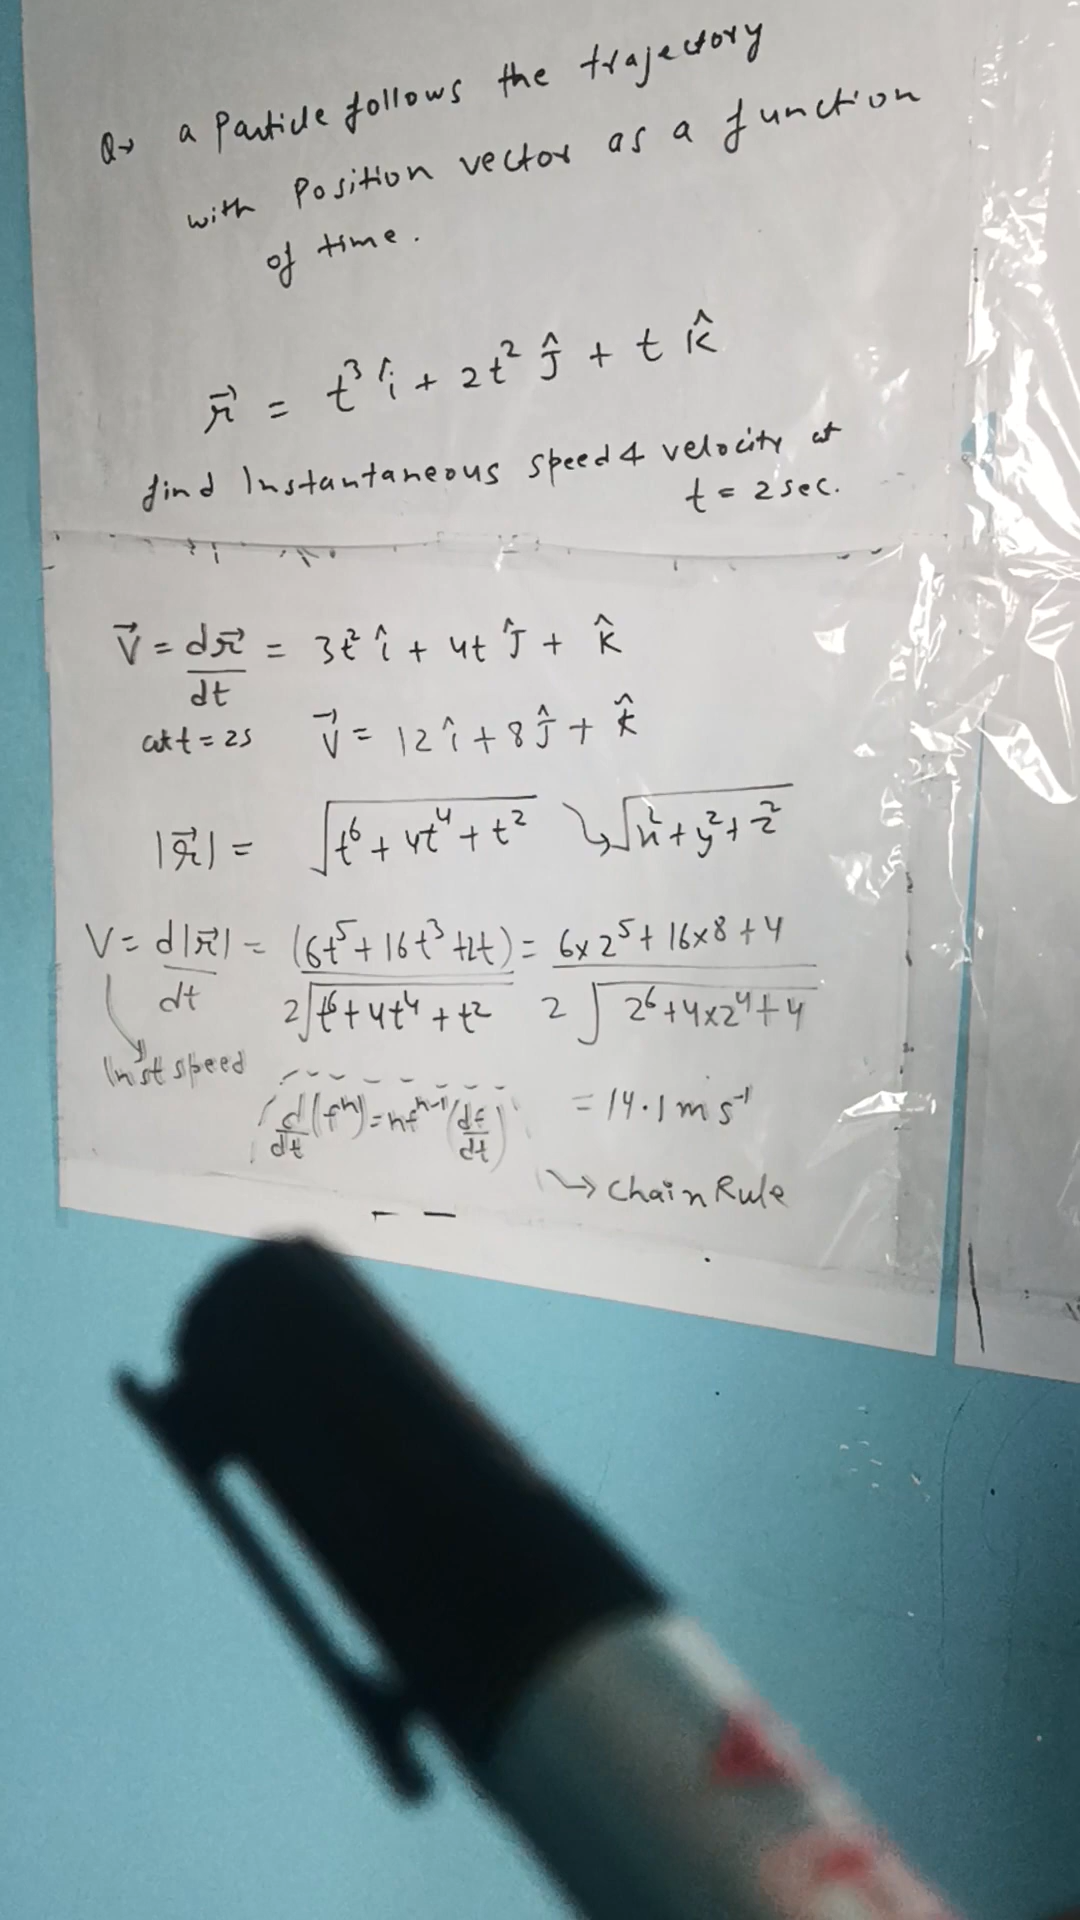 Q→ a Particle follows the trajectory
with Position vector as a function
of time.
r⃗ = t³ î + 2t² ĵ + t k̂
find Instantaneous speed & velocity at
t = 2 sec.
V⃗ = dr⃗/dt = 3t² î + 4t Ĵ + k̂
at t = 2s V⃗ = 12 î + 8 ĵ + k̂
|r⃗| = √(t⁶ + 4t⁴ + t²) ↳ √(x² + y² + z²)
V = d|r⃗|/dt = (6t⁵ + 16t³ + 2t)/(2√(t⁶ + 4t⁴ + t²)) = (6×2⁵ + 16×8 + 4)/(2√(2⁶ + 4×2⁴ + 4))
Inst speed
d/dt (fⁿ) = nfⁿ⁻¹ (df/dt) = 14.1 m s⁻¹
↳ Chain Rule